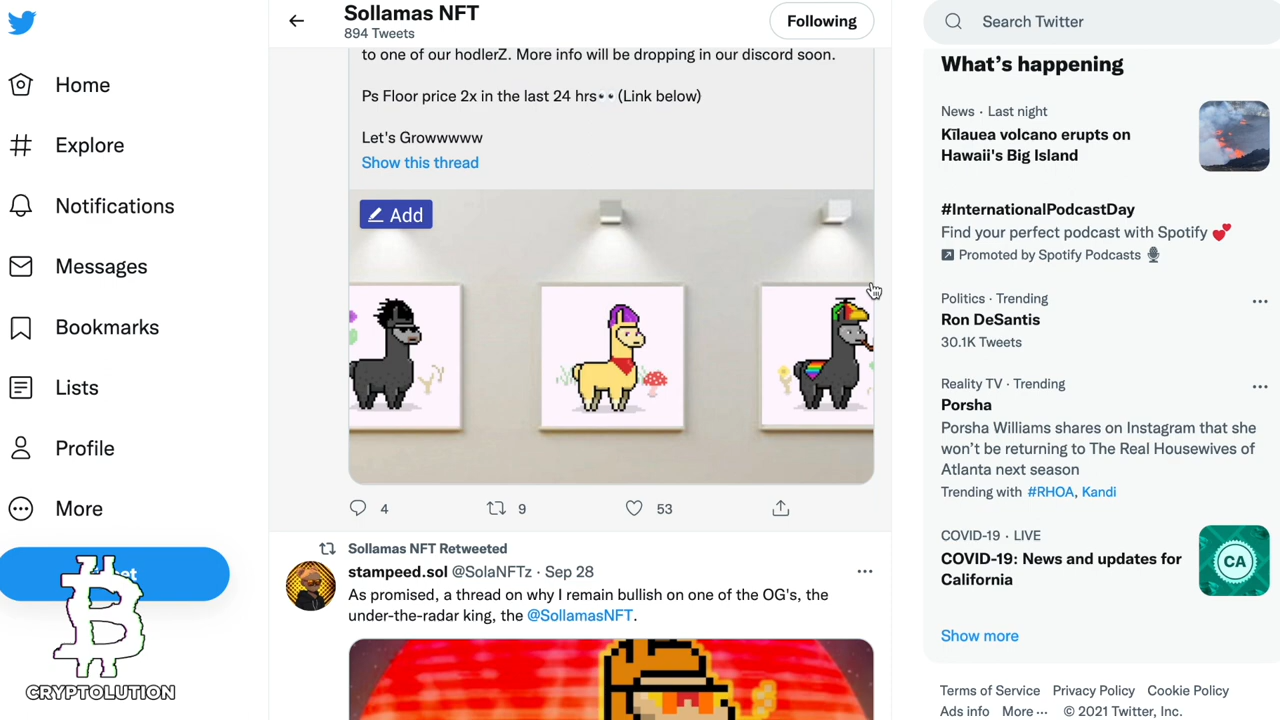 Home
Explore
Notifications
Messages
Bookmarks
Lists
Profile
More
CRYPTOLUTION
Sollamas NFT
894 Tweets
Following
to one of our hodlerZ. More info will be dropping in our discord soon.
Ps Floor price 2x in the last 24 hrs👀(Link below)
Let's Growwwww
Show this thread
Add
4
9
53
Sollamas NFT Retweeted
stampeed.sol @SolaNFTz · Sep 28
As promised, a thread on why I remain bullish on one of the OG's, the
under-the-radar king, the @SollamasNFT.
Search Twitter
What's happening
News · Last night
Kīlauea volcano erupts on
Hawaii's Big Island
#InternationalPodcastDay
Find your perfect podcast with Spotify 💕
Promoted by Spotify Podcasts 🎙
Politics · Trending
Ron DeSantis
30.1K Tweets
Reality TV · Trending
Porsha
Porsha Williams shares on Instagram that she
won't be returning to The Real Housewives of
Atlanta next season
Trending with #RHOA, Kandi
COVID-19 · LIVE
COVID-19: News and updates for
California
CA
Show more
Terms of Service Privacy Policy Cookie Policy
Ads info More ··· © 2021 Twitter, Inc.